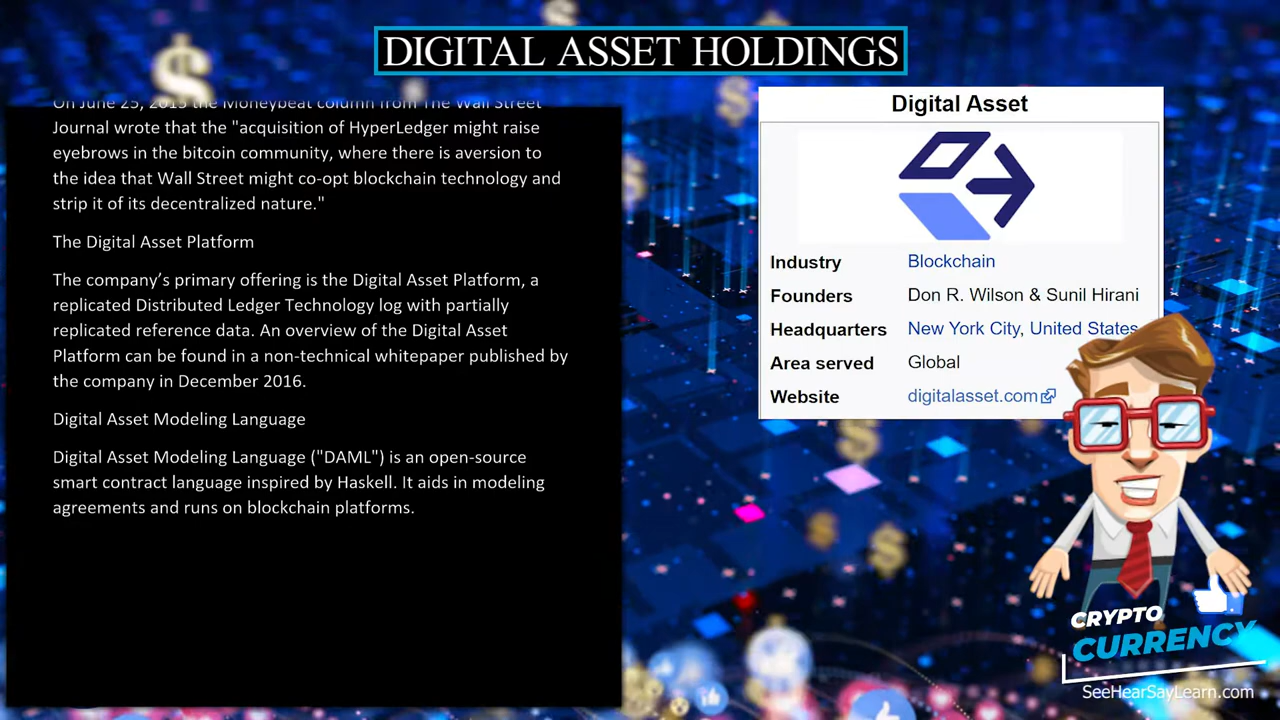 DIGITAL ASSET HOLDINGS
the Moneybeat column from The Wall Street
Journal wrote that the "acquisition of HyperLedger might raise
eyebrows in the bitcoin community, where there is aversion to
the idea that Wall Street might co-opt blockchain technology and
strip it of its decentralized nature."
The Digital Asset Platform
The company’s primary offering is the Digital Asset Platform, a
replicated Distributed Ledger Technology log with partially
replicated reference data. An overview of the Digital Asset
Platform can be found in a non-technical whitepaper published by
the company in December 2016.
Digital Asset Modeling Language
Digital Asset Modeling Language ("DAML") is an open-source
smart contract language inspired by Haskell. It aids in modeling
agreements and runs on blockchain platforms.
Digital Asset
Industry Blockchain
Founders Don R. Wilson & Sunil Hirani
Headquarters New York City, United States
Area served Global
Website digitalasset.com
CRYPTO
CURRENCY
SeeHearSayLearn.com